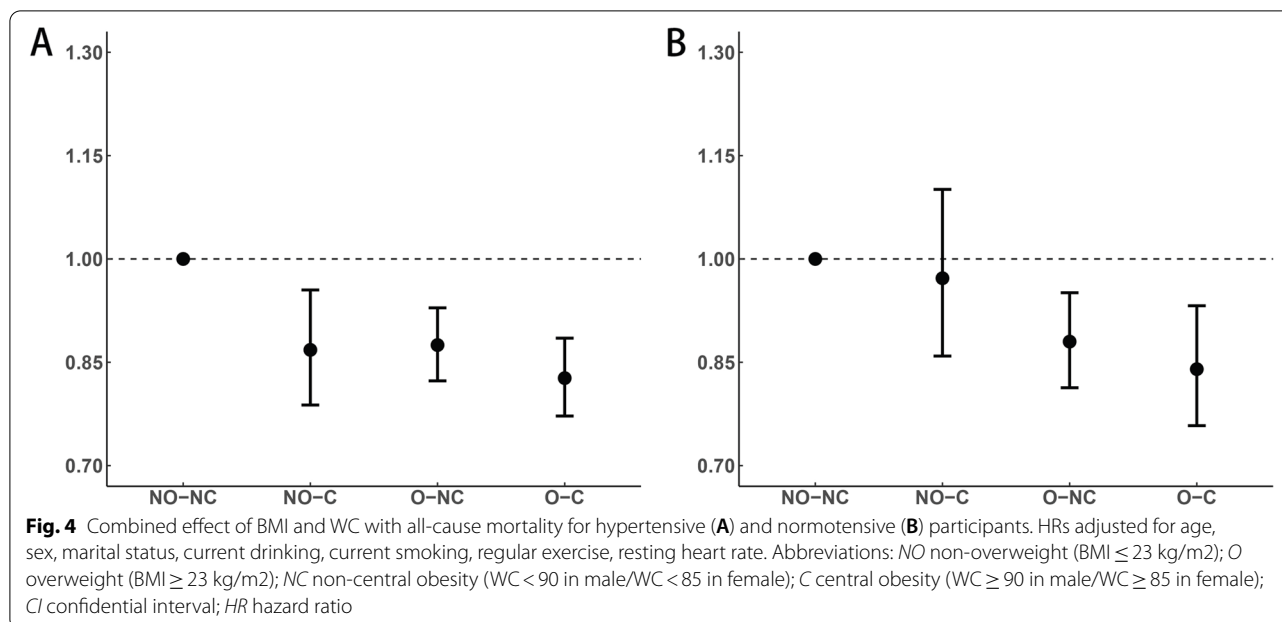 A
1.30
1.15
1.00
0.85
0.70
NO−NC NO−C O−NC O−C
B
1.30
1.15
1.00
0.85
0.70
NO−NC NO−C O−NC O−C
Fig. 4 Combined effect of BMI and WC with all-cause mortality for hypertensive (A) and normotensive (B) participants. HRs adjusted for age,
sex, marital status, current drinking, current smoking, regular exercise, resting heart rate. Abbreviations: NO non-overweight (BMI ≤ 23 kg/m2); O
overweight (BMI ≥ 23 kg/m2); NC non-central obesity (WC < 90 in male/WC < 85 in female); C central obesity (WC ≥ 90 in male/WC ≥ 85 in female);
CI confidential interval; HR hazard ratio